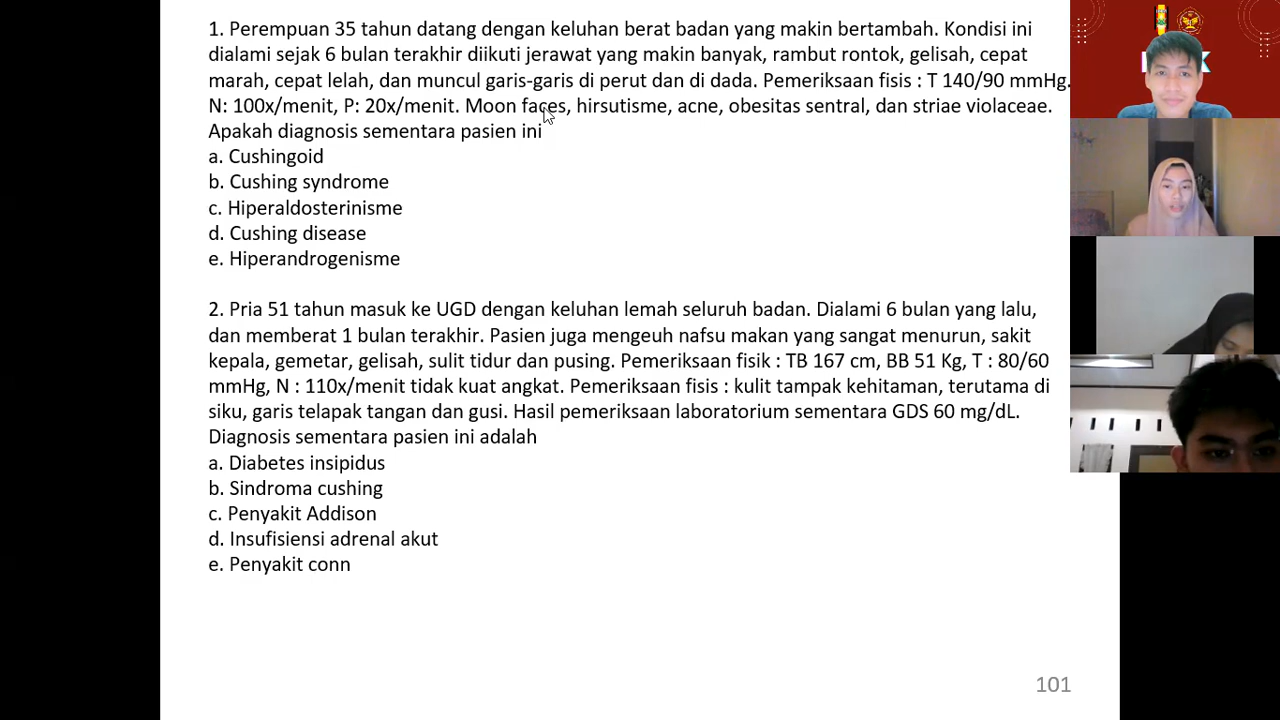 1. Perempuan 35 tahun datang dengan keluhan berat badan yang makin bertambah. Kondisi ini
dialami sejak 6 bulan terakhir diikuti jerawat yang makin banyak, rambut rontok, gelisah, cepat
marah, cepat lelah, dan muncul garis-garis di perut dan di dada. Pemeriksaan fisis : T 140/90 mmHg.
N: 100x/menit, P: 20x/menit. Moon faces, hirsutisme, acne, obesitas sentral, dan striae violaceae.
Apakah diagnosis sementara pasien ini
a. Cushingoid
b. Cushing syndrome
c. Hiperaldosterinisme
d. Cushing disease
e. Hiperandrogenisme
2. Pria 51 tahun masuk ke UGD dengan keluhan lemah seluruh badan. Dialami 6 bulan yang lalu,
dan memberat 1 bulan terakhir. Pasien juga mengeuh nafsu makan yang sangat menurun, sakit
kepala, gemetar, gelisah, sulit tidur dan pusing. Pemeriksaan fisik : TB 167 cm, BB 51 Kg, T : 80/60
mmHg, N : 110x/menit tidak kuat angkat. Pemeriksaan fisis : kulit tampak kehitaman, terutama di
siku, garis telapak tangan dan gusi. Hasil pemeriksaan laboratorium sementara GDS 60 mg/dL.
Diagnosis sementara pasien ini adalah
a. Diabetes insipidus
b. Sindroma cushing
c. Penyakit Addison
d. Insufisiensi adrenal akut
e. Penyakit conn
101